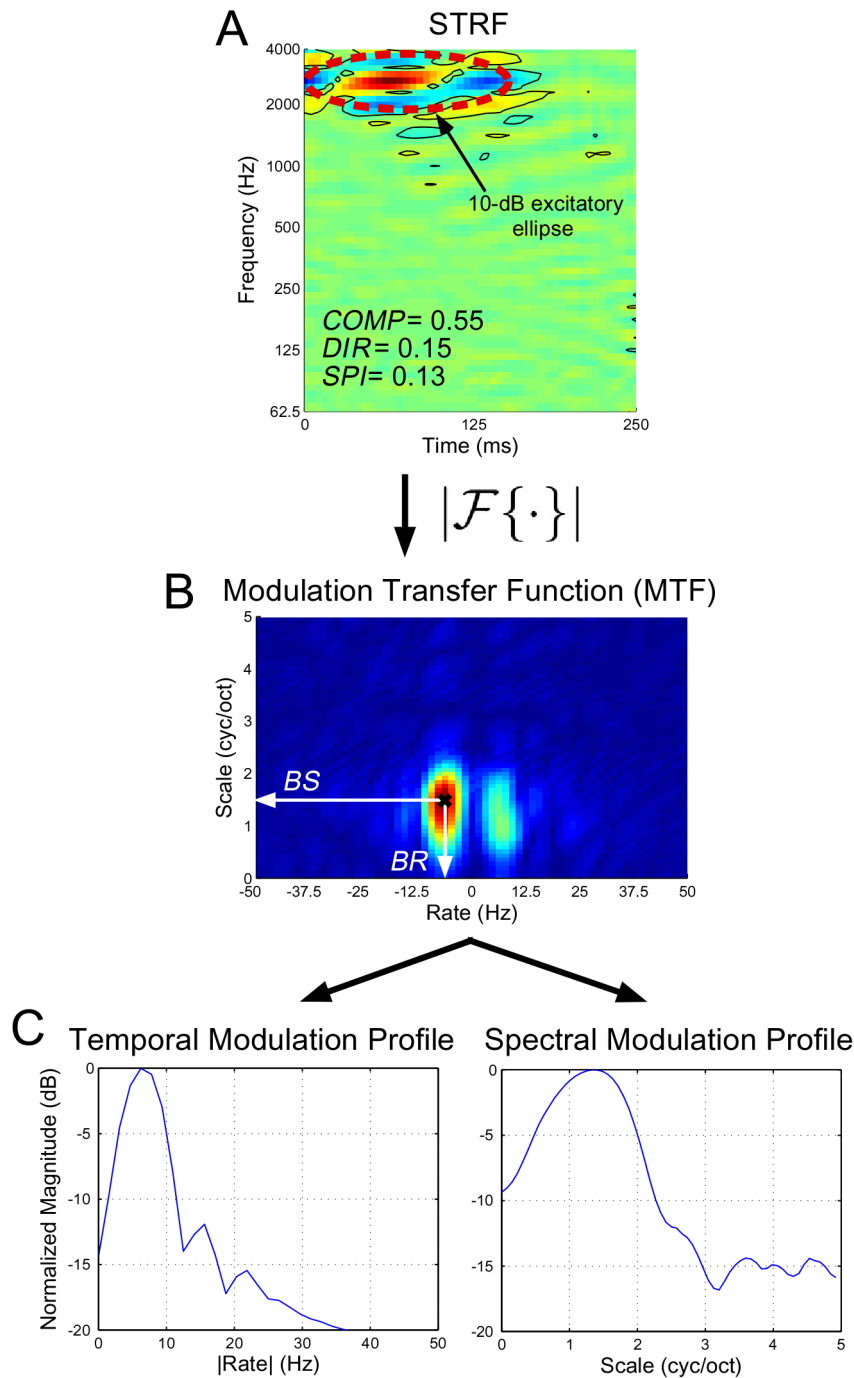 A
STRF
4000
2000
1000
500
250
125
62.5
Frequency (Hz)
10-dB excitatory
ellipse
COMP= 0.55
DIR= 0.15
SPI= 0.13
0
125
250
Time (ms)
|ℱ{·}|
B
Modulation Transfer Function (MTF)
5
4
3
2
1
0
Scale (cyc/oct)
BS
BR
-50
-37.5
-25
-12.5
0
12.5
25
37.5
50
Rate (Hz)
C
Temporal Modulation Profile
0
-5
-10
-15
-20
Normalized Magnitude (dB)
0
10
20
30
40
50
|Rate| (Hz)
Spectral Modulation Profile
0
-5
-10
-15
-20
0
1
2
3
4
5
Scale (cyc/oct)